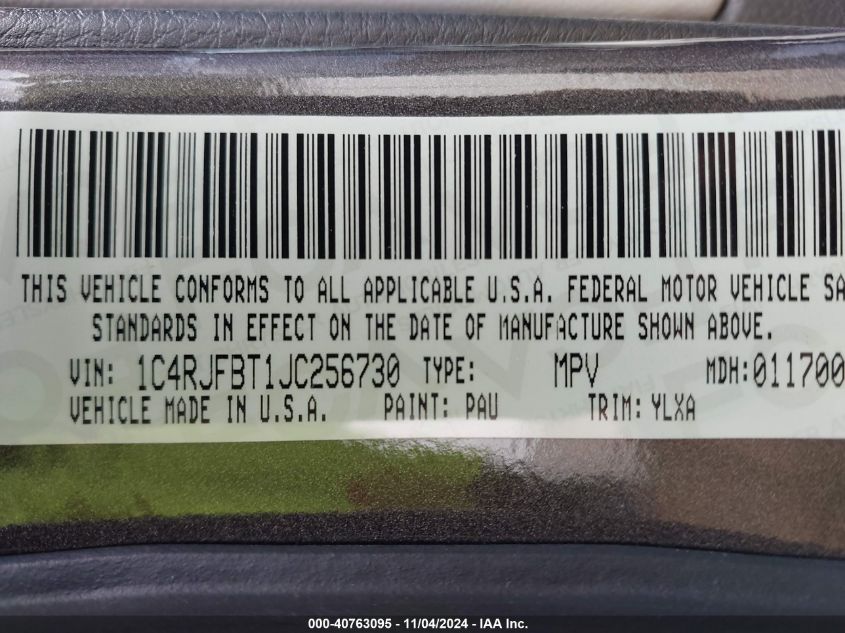 THIS VEHICLE CONFORMS TO ALL APPLICABLE U.S.A. FEDERAL MOTOR VEHICLE SA
STANDARDS IN EFFECT ON THE DATE OF MANUFACTURE SHOWN ABOVE.
VIN: 1C4RJFBT1JC256730 TYPE: MPV MDH:011700
VEHICLE MADE IN U.S.A. PAINT: PAU TRIM: YLXA
000-40763095 - 11/04/2024 - IAA Inc.